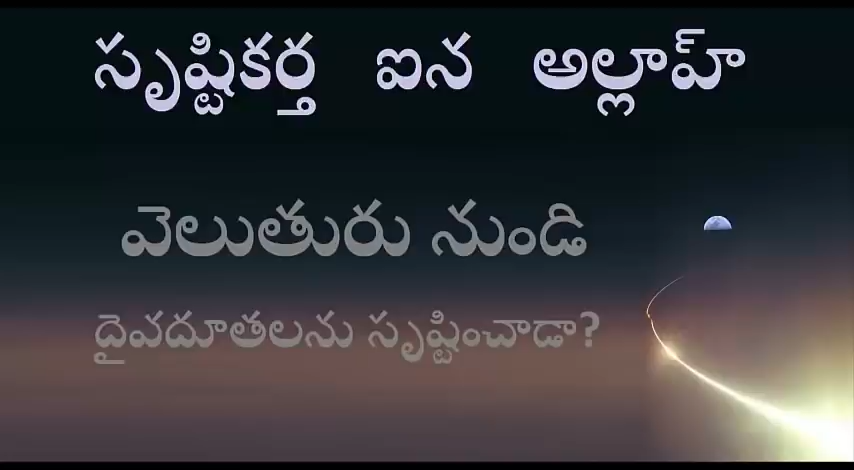 సృష్టికర్త ఐన అల్లాహ్
వెలుతురు నుండి
దైవదూతలను సృష్టించాడా?